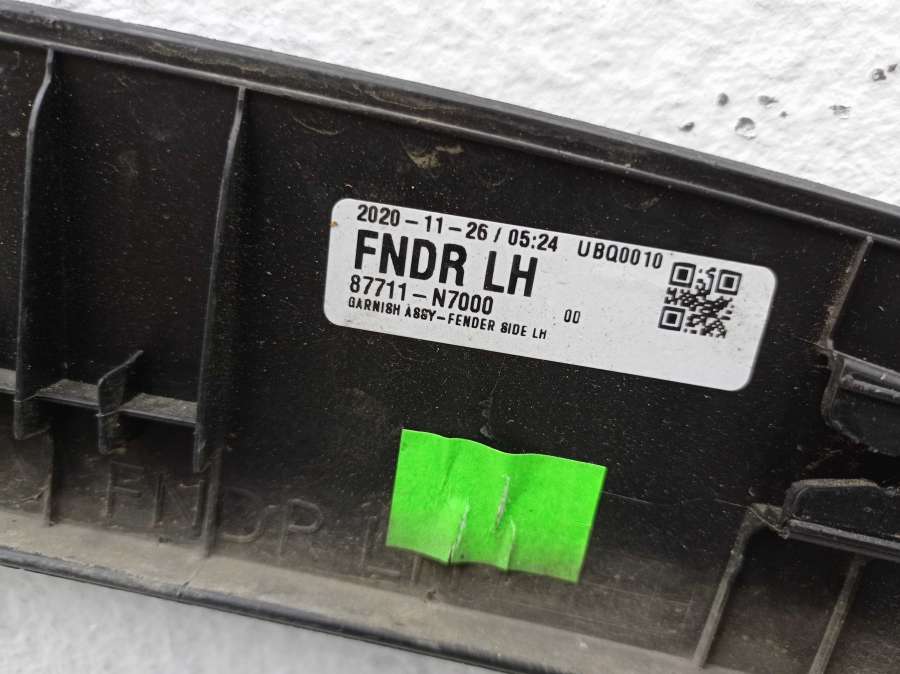 2020-11-26 / 05:24 UBQ0010
FNDR LH
87711-N7000 00
GARNISH ASSY-FENDER SIDE LH
FNDR LH